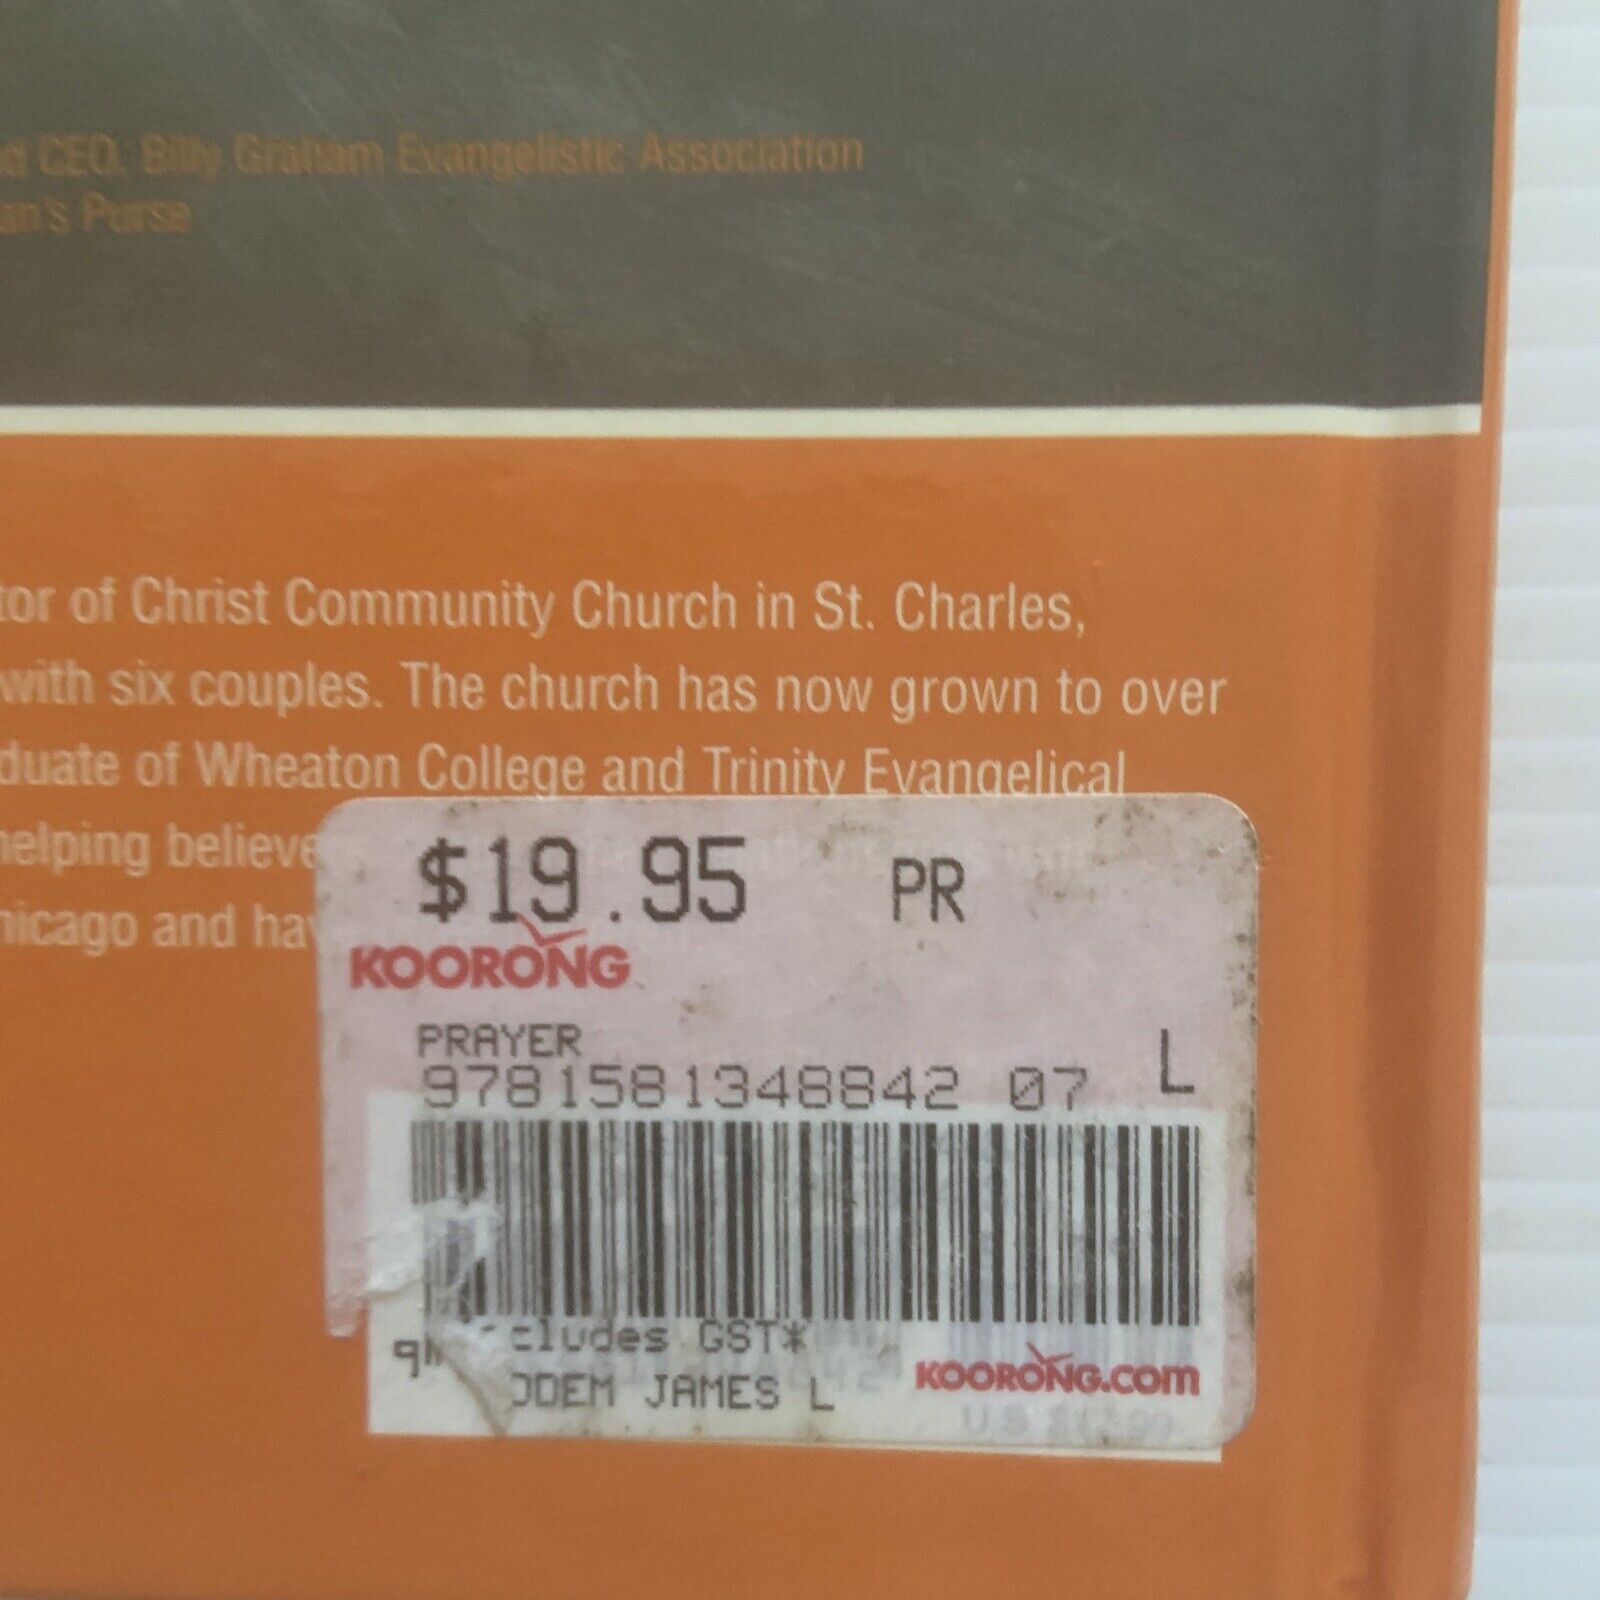 CEO. Billy Graham Evangelistic Association
an's Purse
tor of Christ Community Church in St. Charles,
with six couples. The church has now grown to over
duate of Wheaton College and Trinity Evangelical
helping believe
hicago and hav
$19.95 PR
KOORONG
PRAYER
9781581348842 07 L
cludes GST*
KOORONG.com
DDEM JAMES L